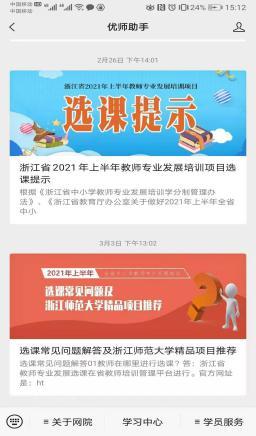 中国移动
中国移动
24% 15:12
优师助手
2月26日 下午14:01
浙江省2021年上半年教师专业发展培训项目
选课提示
浙江省2021年上半年教师专业发展培训项目选
课提示
根据《浙江省中小学教师专业发展培训学分制管理办
法》、《浙江省教育厅办公室关于做好2021年上半年全省
中小
3月3日 下午13:02
2021年上半年
选课常见问题及
浙江师范大学精品项目推荐
选课常见问题解答及浙江师范大学精品项目推荐
选课常见问题解答01教师在哪里进行选课？答：浙江省
教师专业发展选课在省教师培训管理平台进行。官方网址
是：ht
关于网院
学习中心
学员服务